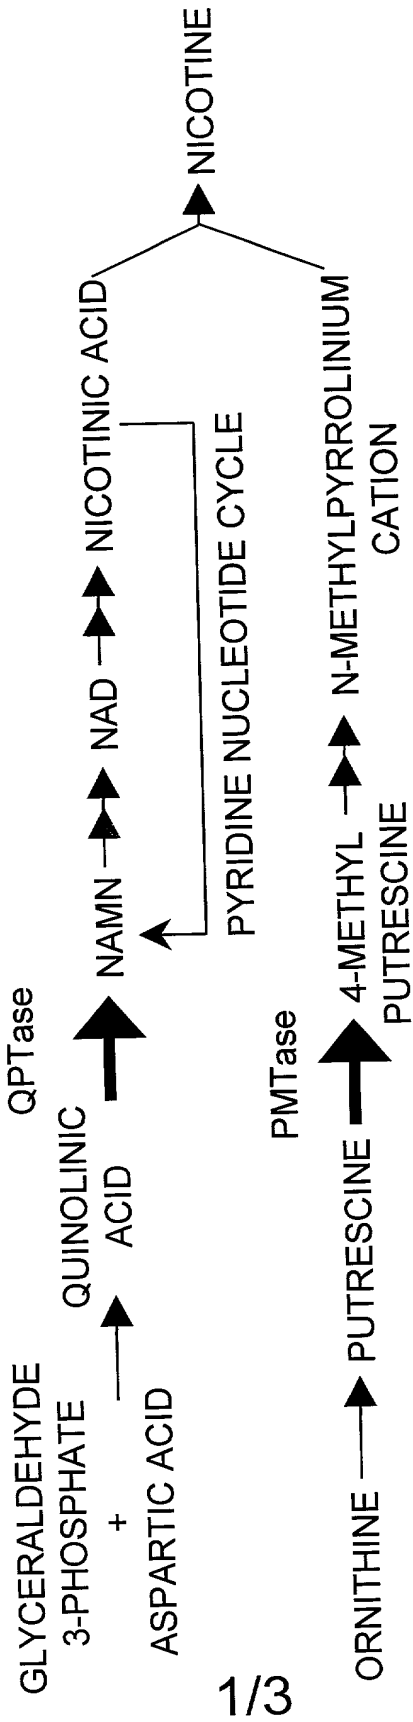 GLYCERALDEHYDE
3-PHOSPHATE
+
ASPARTIC ACID
QUINOLINIC
ACID
QPTase
NAMN
NAD
NICOTINIC ACID
PYRIDINE NUCLEOTIDE CYCLE
NICOTINE
ORNITHINE
PUTRESCINE
PMTase
4-METHYL
PUTRESCINE
N-METHYLPYRROLINIUM
CATION
1/3